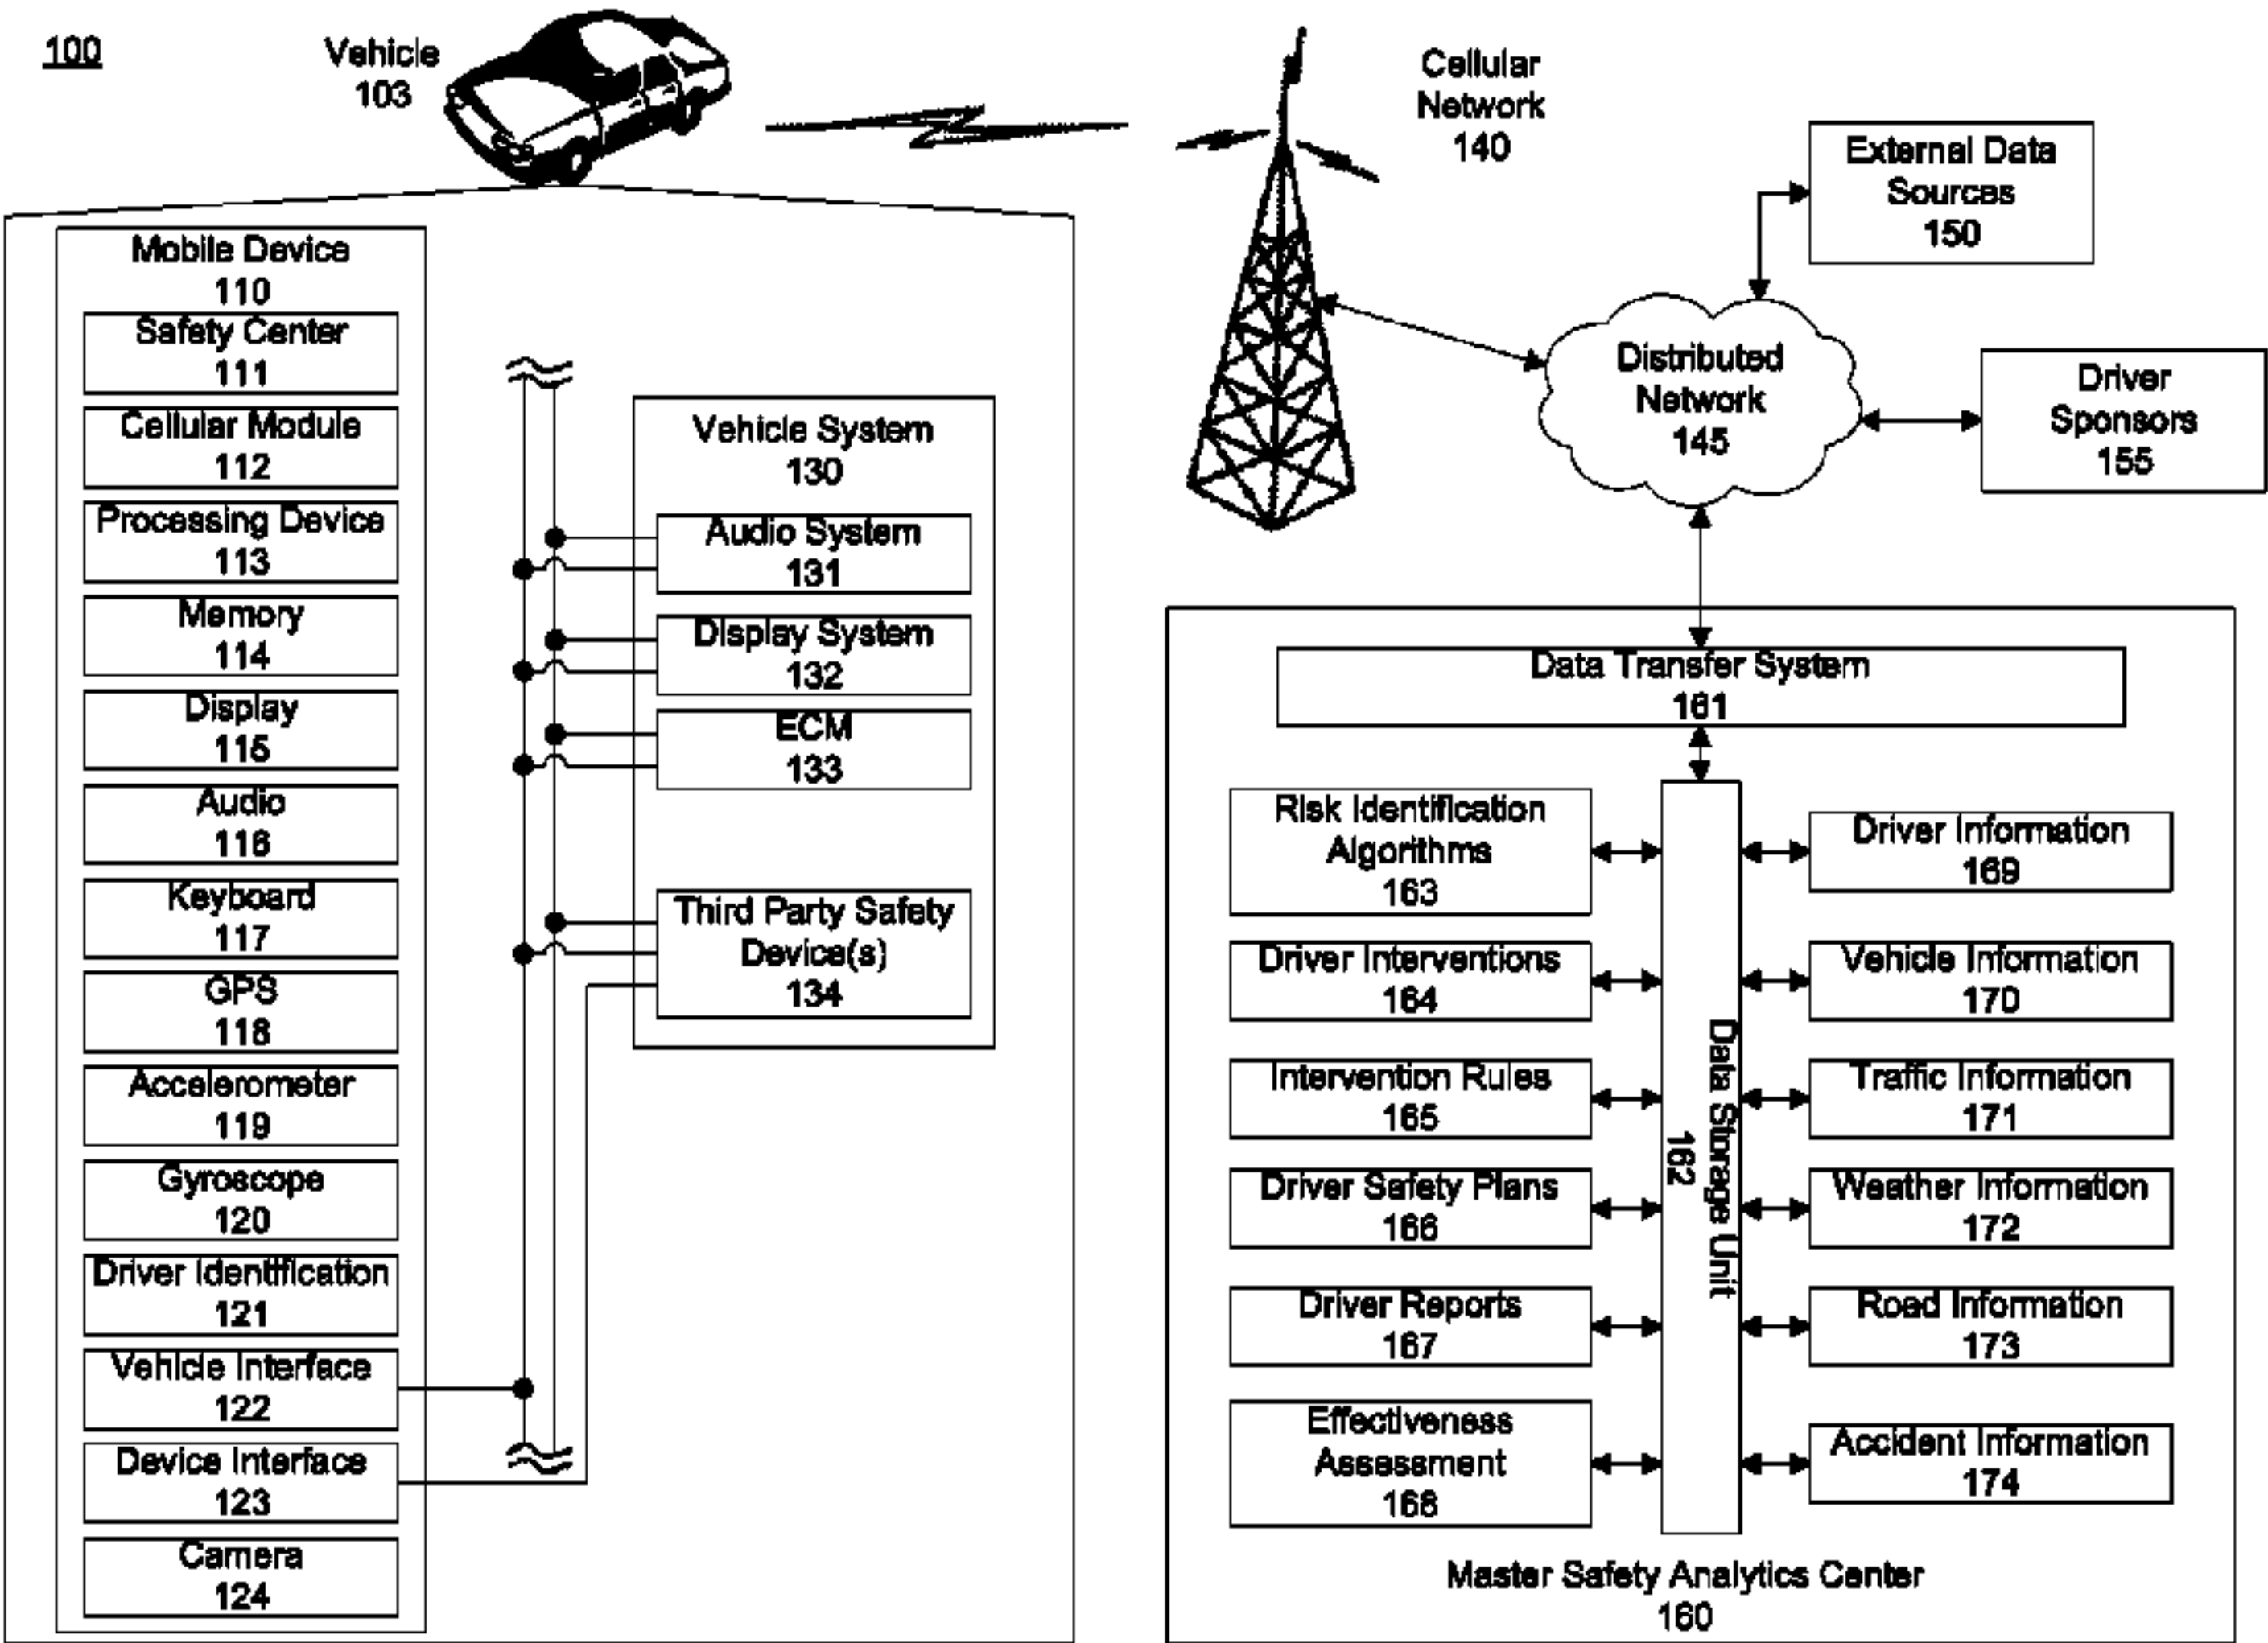 100
Vehicle
103
Cellular
Network
140
External Data
Sources
150
Mobile Device
110
Safety Center
111
Cellular Module
112
Processing Device
113
Memory
114
Display
115
Audio
116
Keyboard
117
GPS
118
Accelerometer
119
Gyroscope
120
Driver Identification
121
Vehicle Interface
122
Device Interface
123
Camera
124
Vehicle System
130
Audio System
131
Display System
132
ECM
133
Third Party Safety
Device(s)
134
Distributed
Network
145
Driver
Sponsors
155
Data Transfer System
161
Risk Identification
Algorithms
163
Driver Interventions
164
Intervention Rules
165
Driver Safety Plans
166
Driver Reports
167
Effectiveness
Assessment
168
Data Storage Unit
162
Driver Information
169
Vehicle Information
170
Traffic Information
171
Weather Information
172
Road Information
173
Accident Information
174
Master Safety Analytics Center
160